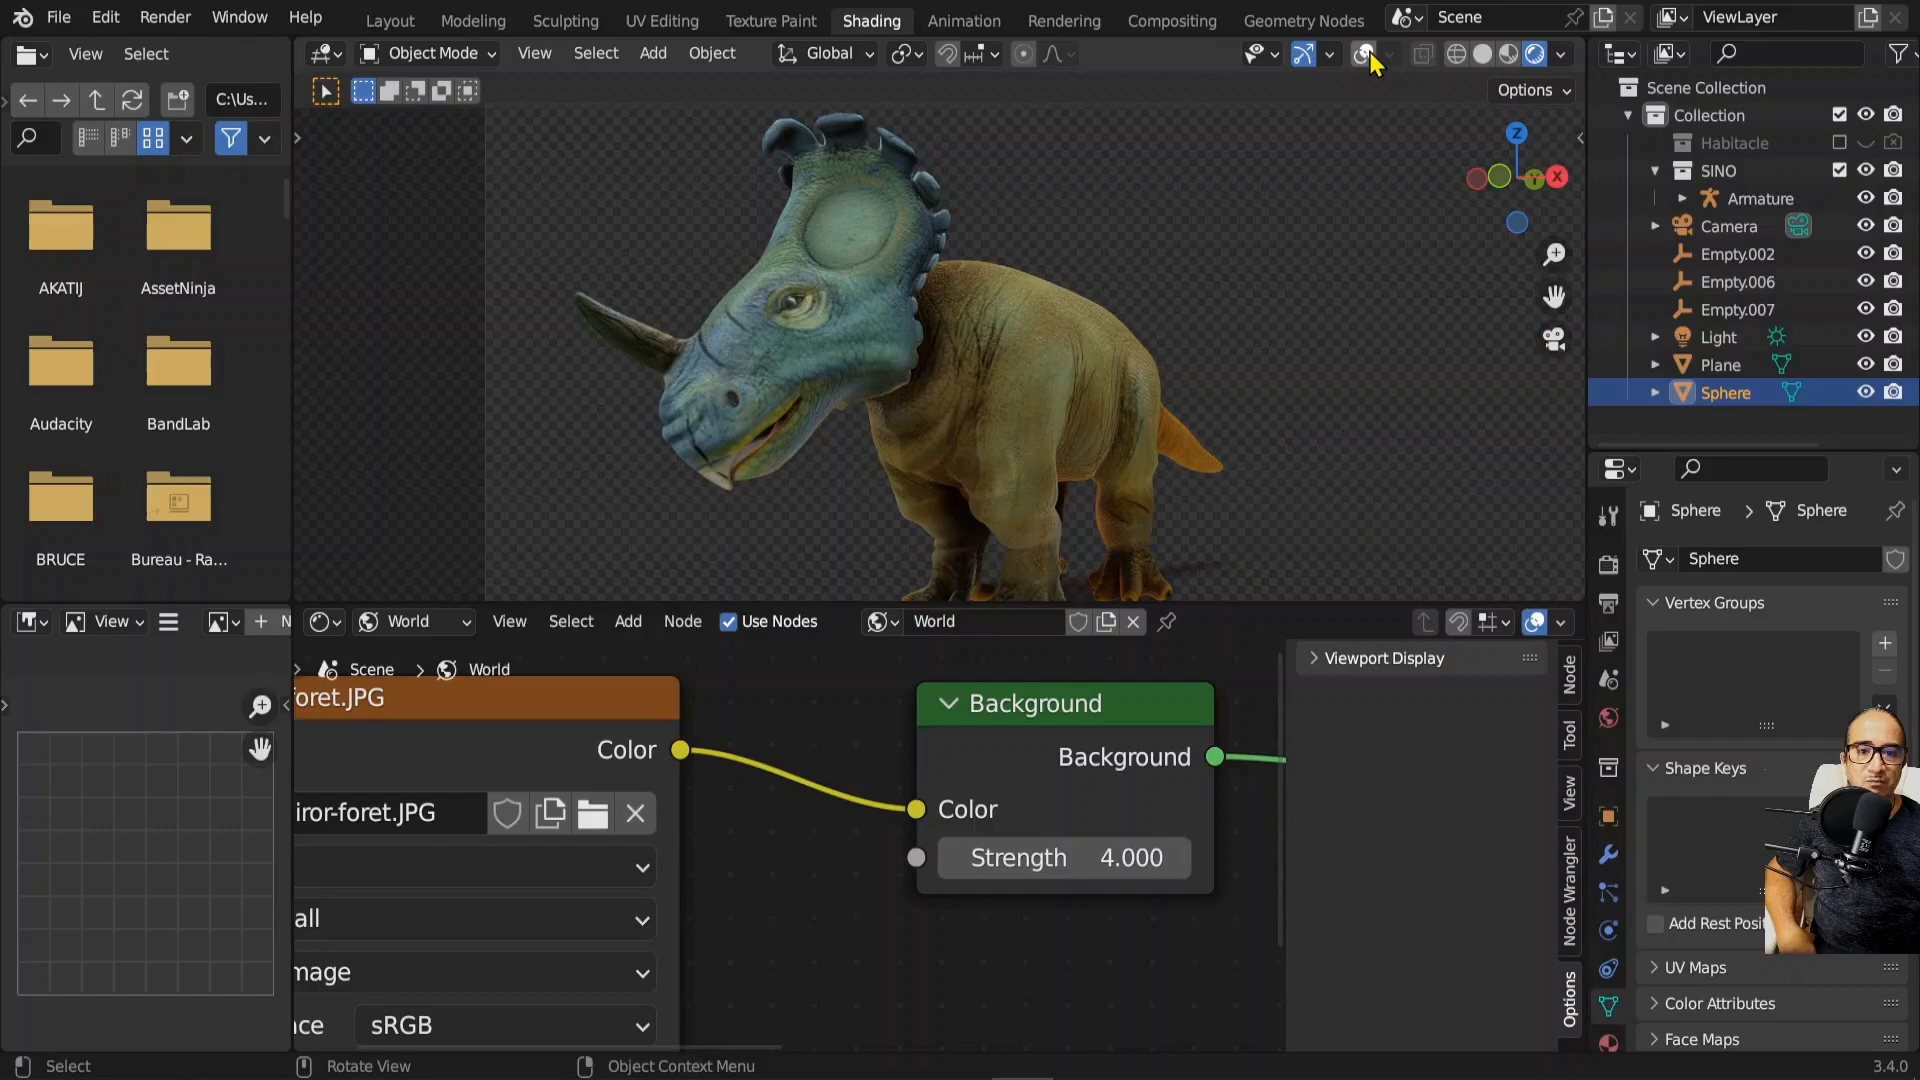 File Edit Render Window Help Layout Modeling Sculpting UV Editing Texture Paint Shading Animation Rendering Compositing Geometry Nodes Scene ViewLayer
View Select
Object Mode View Select Add Object Global
C:\Us...
Options
Scene Collection
Collection
Habitacle
SINO
Armature
Camera
Empty.002
Empty.006
Empty.007
Light
Plane
Sphere
Z
X
Y
AKATIJ AssetNinja
Audacity BandLab
BRUCE Bureau - Ra...
Sphere Sphere
Sphere
Vertex Groups
Shape Keys
Add Rest Posit
UV Maps
Color Attributes
Face Maps
View N
World View Select Add Node Use Nodes World
Scene World
oret.JPG
Color
iror-foret.JPG
all
mage
ace sRGB
Background
Background
Color
Strength 4.000
Viewport Display
Node
Tool
View
Node Wrangler
Options
Select Rotate View Object Context Menu 3.4.0